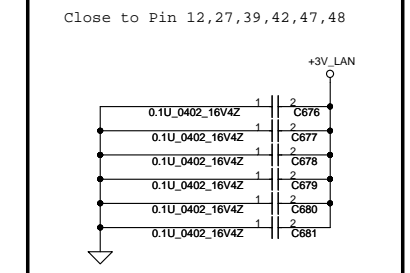 Close to Pin 12,27,39,42,47,48
+3V_LAN
1 2
0.1U_0402_16V4Z C676
1 2
0.1U_0402_16V4Z C677
1 2
0.1U_0402_16V4Z C678
1 2
0.1U_0402_16V4Z C679
1 2
0.1U_0402_16V4Z C680
1 2
0.1U_0402_16V4Z C681